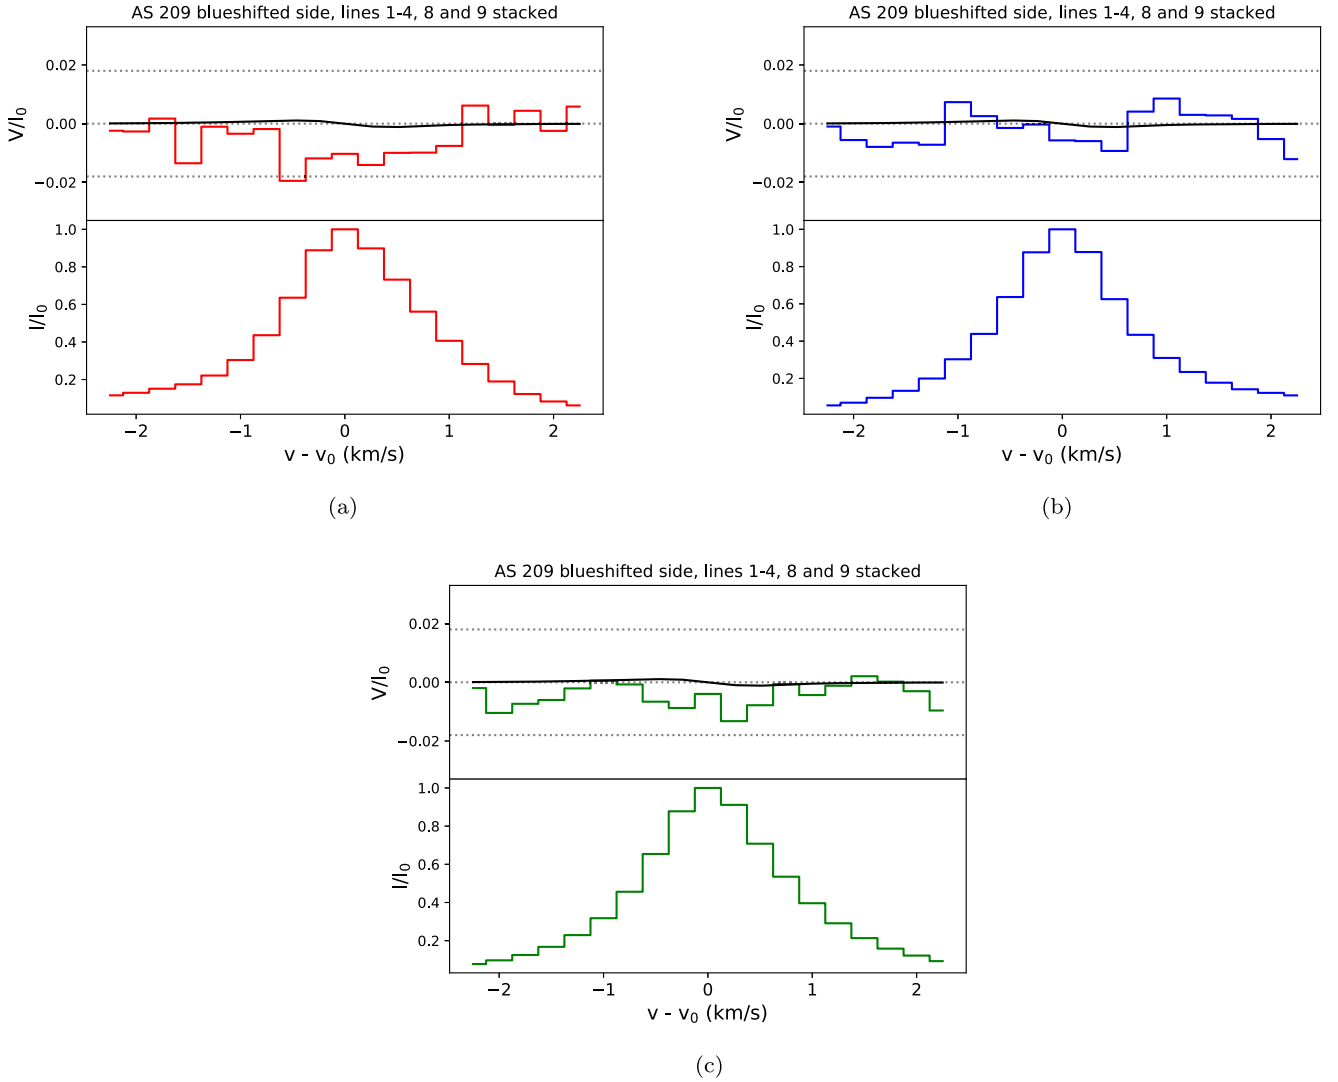 AS 209 blueshifted side, lines 1-4, 8 and 9 stacked
0.02
0.00
−0.02
V/I0
1.0
0.8
0.6
0.4
0.2
I/I0
−2 −1 0 1 2
v - v0 (km/s)
(a)
AS 209 blueshifted side, lines 1-4, 8 and 9 stacked
0.02
0.00
−0.02
V/I0
1.0
0.8
0.6
0.4
0.2
I/I0
−2 −1 0 1 2
v - v0 (km/s)
(b)
AS 209 blueshifted side, lines 1-4, 8 and 9 stacked
0.02
0.00
−0.02
V/I0
1.0
0.8
0.6
0.4
0.2
I/I0
−2 −1 0 1 2
v - v0 (km/s)
(c)